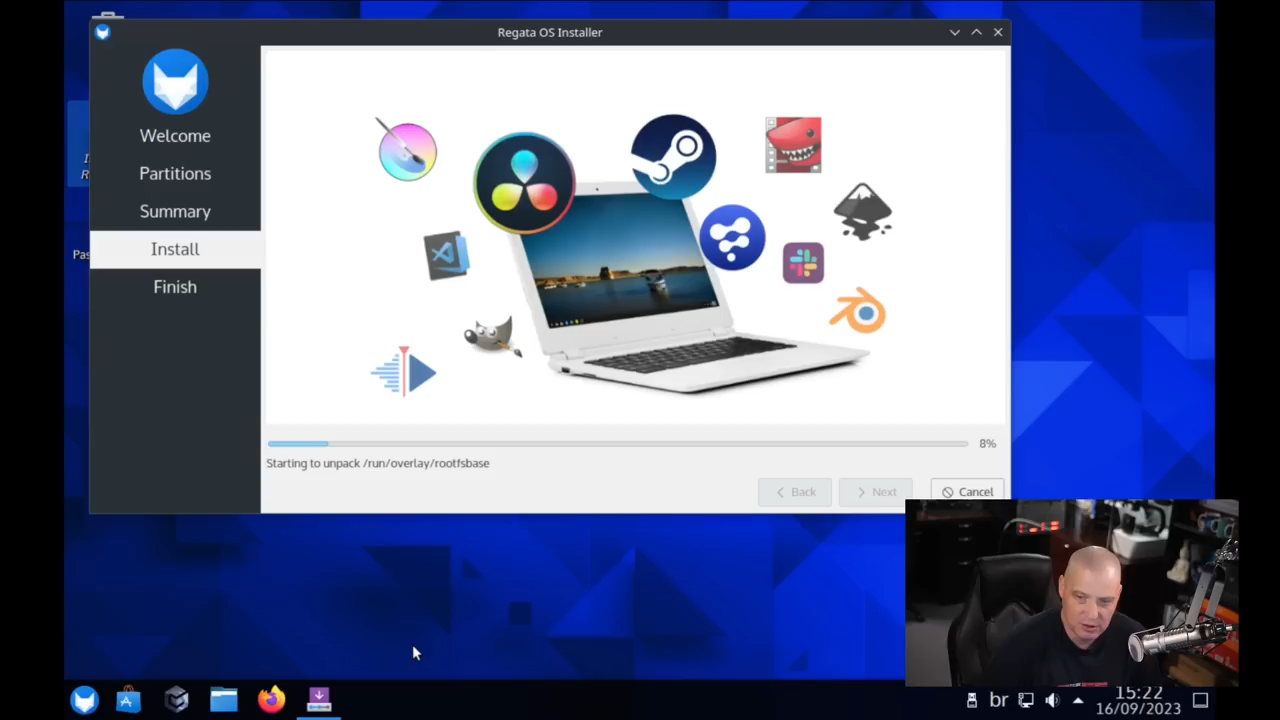 Regata OS Installer
Welcome
Partitions
Summary
Install
Finish
8%
Starting to unpack /run/overlay/rootfsbase
Back
Next
Cancel
br
15:22
16/09/2023